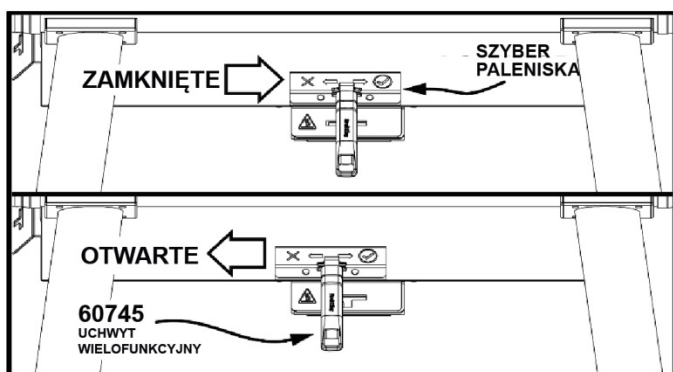 ZAMKNIĘTE
SZYBER
PALENISKA
OTWARTE
60745
UCHWYT
WIELOFUNKCYJNY